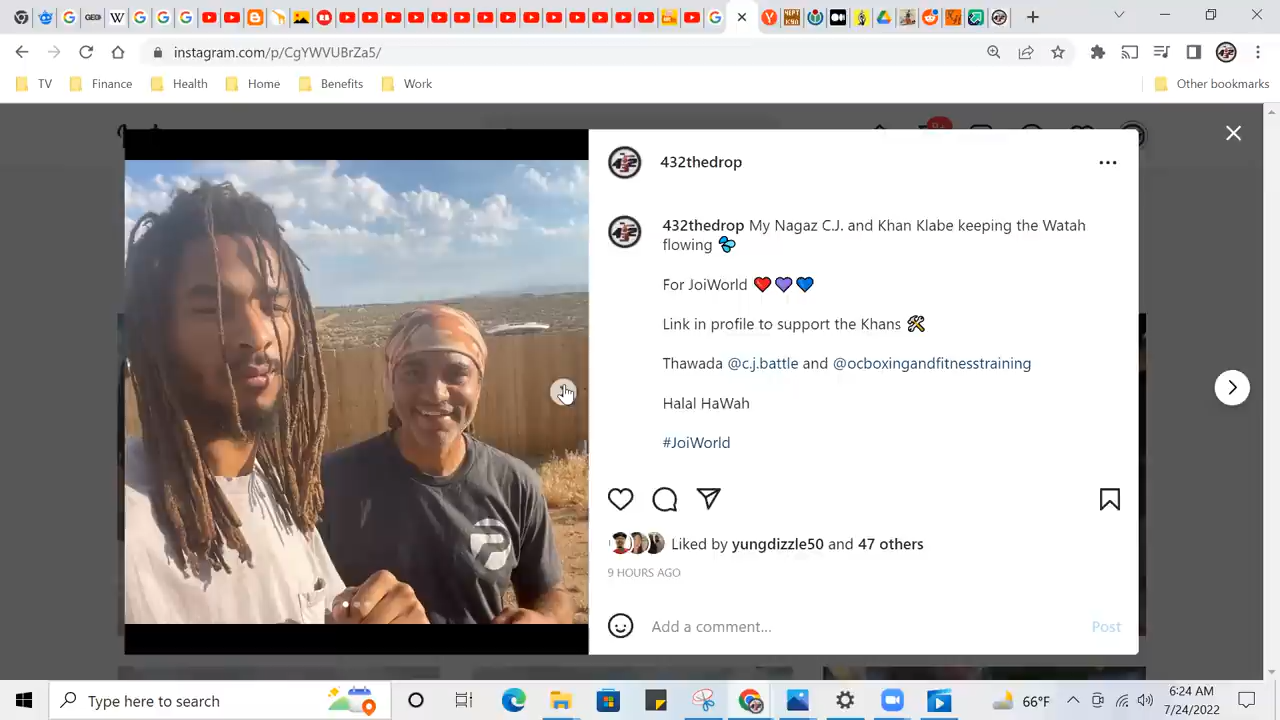 instagram.com/p/CgYWVUBrZa5/
TV Finance Health Home Benefits Work Other bookmarks
432thedrop
432thedrop My Nagaz C.J. and Khan Klabe keeping the Watah
flowing
For JoiWorld
Link in profile to support the Khans
Thawada @c.j.battle and @ocboxingandfitnesstraining
Halal HaWah
#JoiWorld
Liked by yungdizzle50 and 47 others
9 HOURS AGO
Add a comment... Post
Type here to search
66°F
6:24 AM
7/24/2022